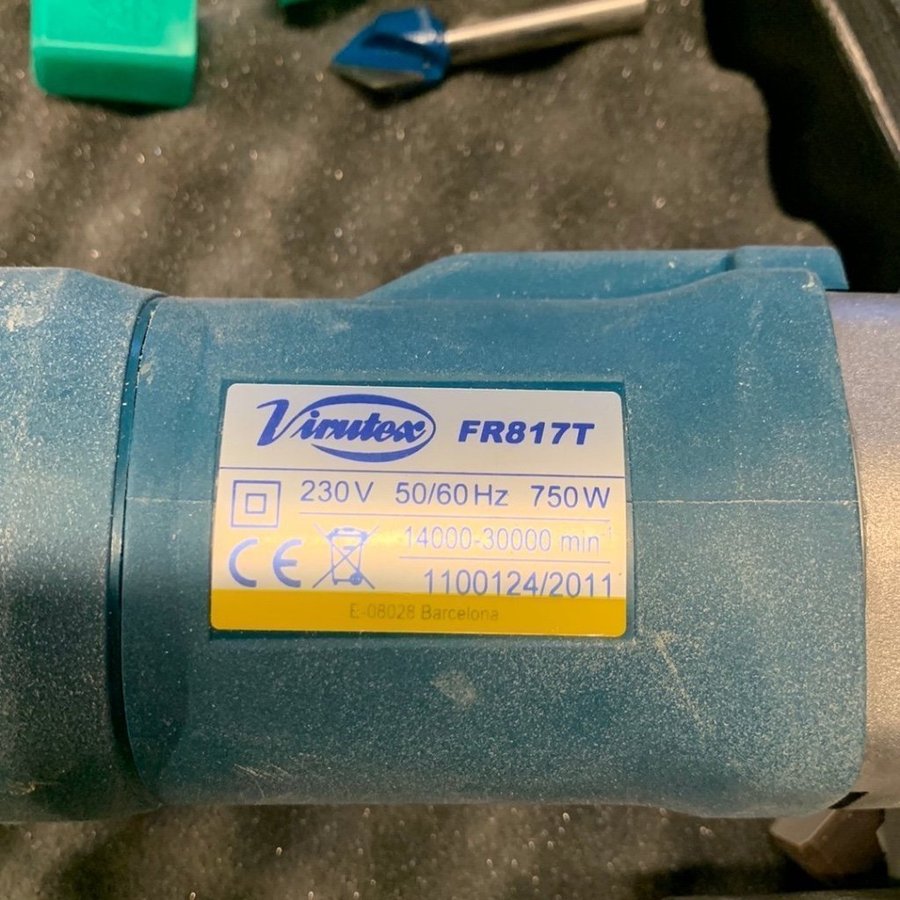 Virutex FR817T
230V 50/60Hz 750W
14000-30000 min⁻¹
CE 1100124/2011
E-08028 Barcelona